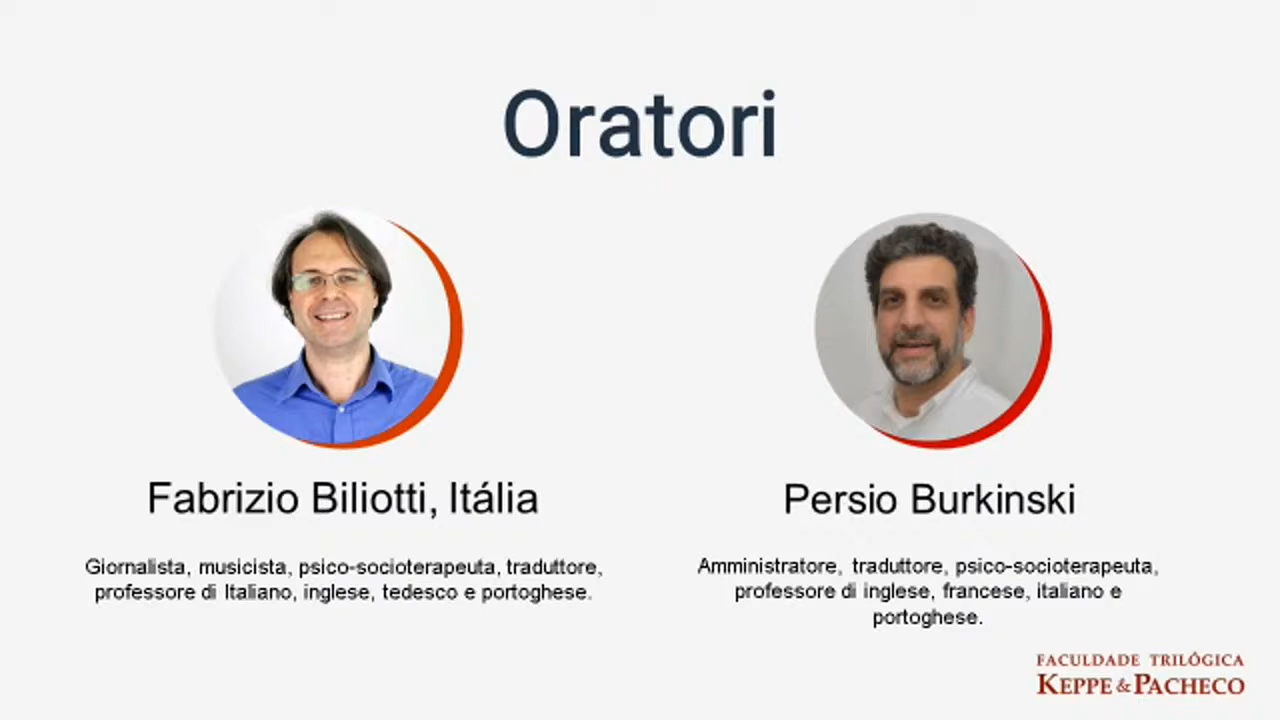 Oratori
Fabrizio Biliotti, Itália
Giornalista, musicista, psico-socioterapeuta, traduttore,
professore di Italiano, inglese, tedesco e portoghese.
Persio Burkinski
Amministratore, traduttore, psico-socioterapeuta,
professore di inglese, francese, italiano e
portoghese.
FACULDADE TRILÓGICA
KEPPE & PACHECO